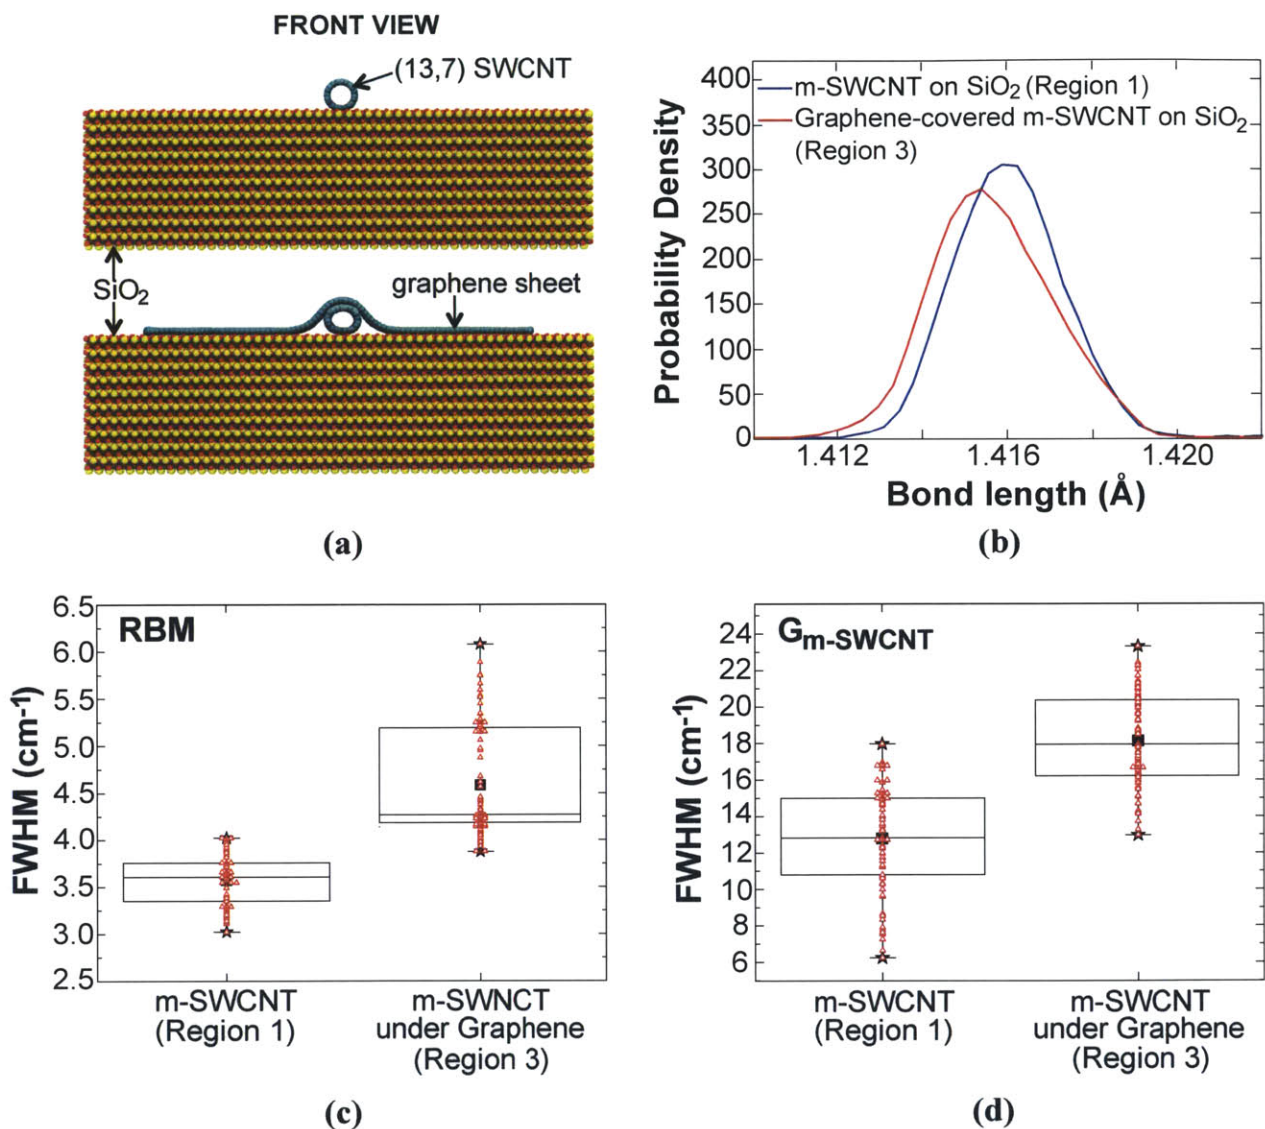 FRONT VIEW
(13,7) SWCNT
SiO₂
graphene sheet
(a)
Probability Density
400
350
300
250
200
150
100
50
0
m-SWCNT on SiO₂ (Region 1)
Graphene-covered m-SWCNT on SiO₂
(Region 3)
1.412
1.416
1.420
Bond length (Å)
(b)
FWHM (cm⁻¹)
6.5
6.0
5.5
5.0
4.5
4.0
3.5
3.0
2.5
RBM
m-SWCNT
(Region 1)
m-SWNCT
under Graphene
(Region 3)
(c)
FWHM (cm⁻¹)
24
22
20
18
16
14
12
10
8
6
Gm-SWCNT
m-SWCNT
(Region 1)
m-SWCNT
under Graphene
(Region 3)
(d)